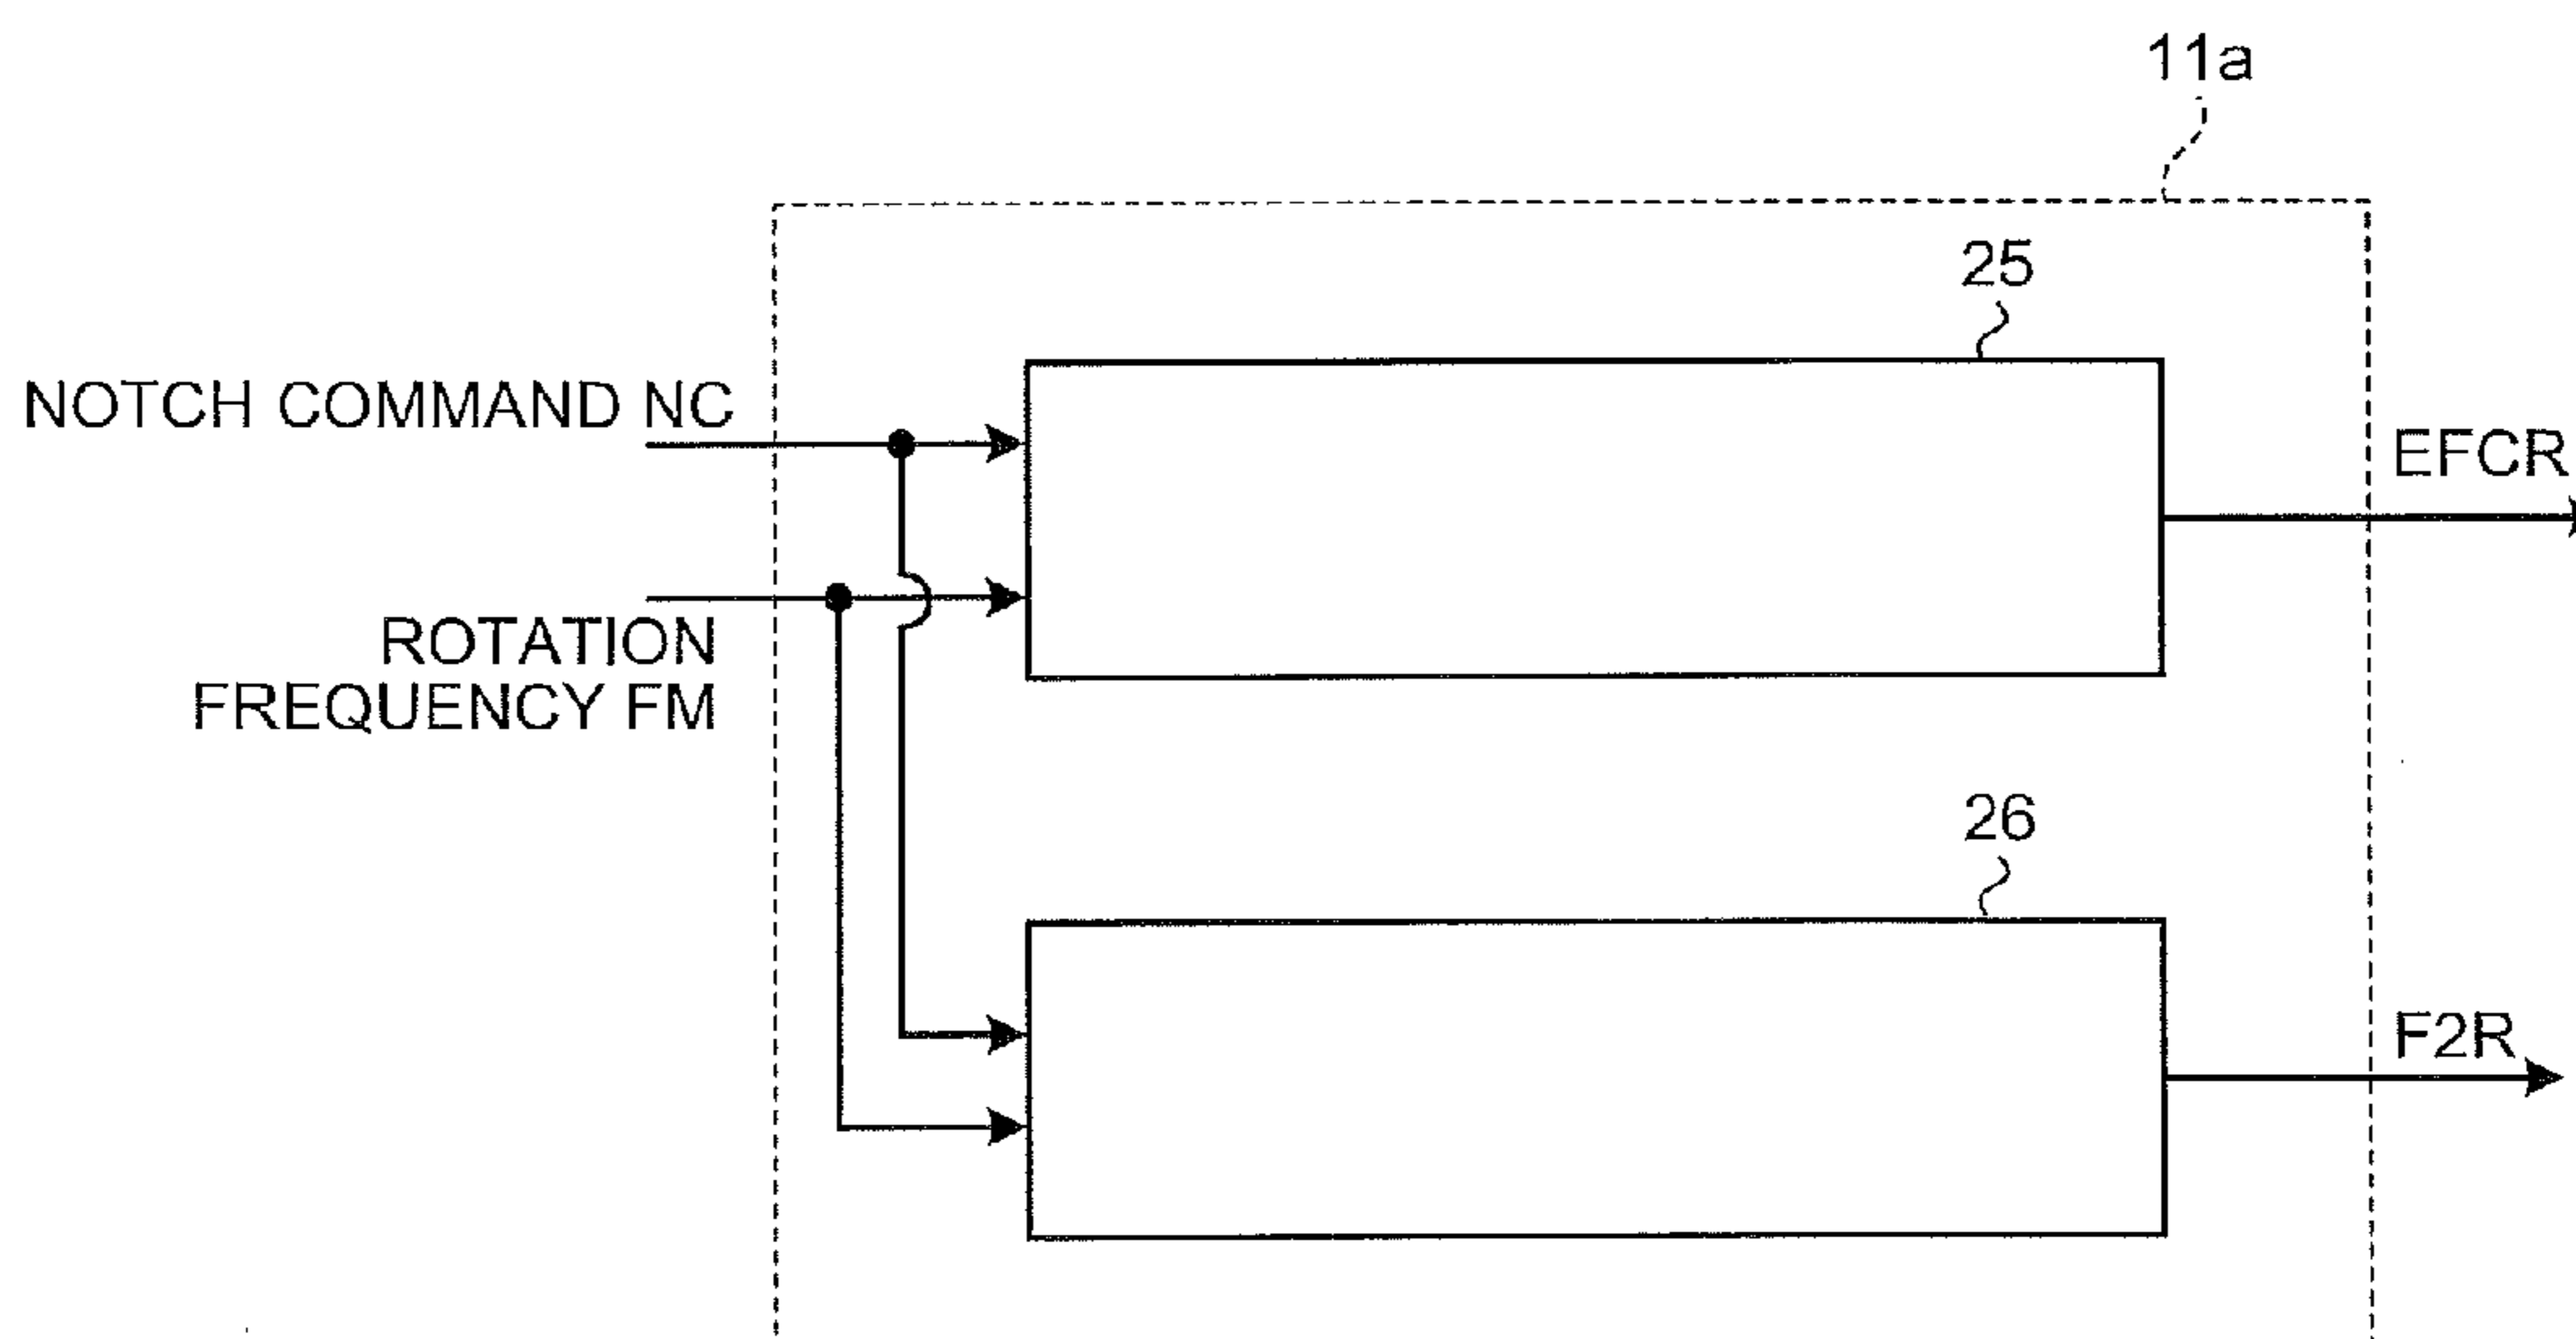 11a
25
NOTCH COMMAND NC
EFCR
ROTATION
FREQUENCY FM
26
F2R